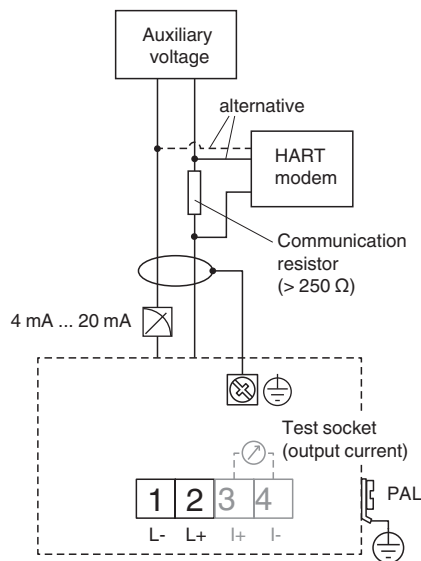 Auxiliary
voltage
alternative
HART
modem
Communication
resistor
(> 250 Ω)
4 mA ... 20 mA
Test socket
(output current)
1 2 3 4
L- L+ I+ I-
PAL